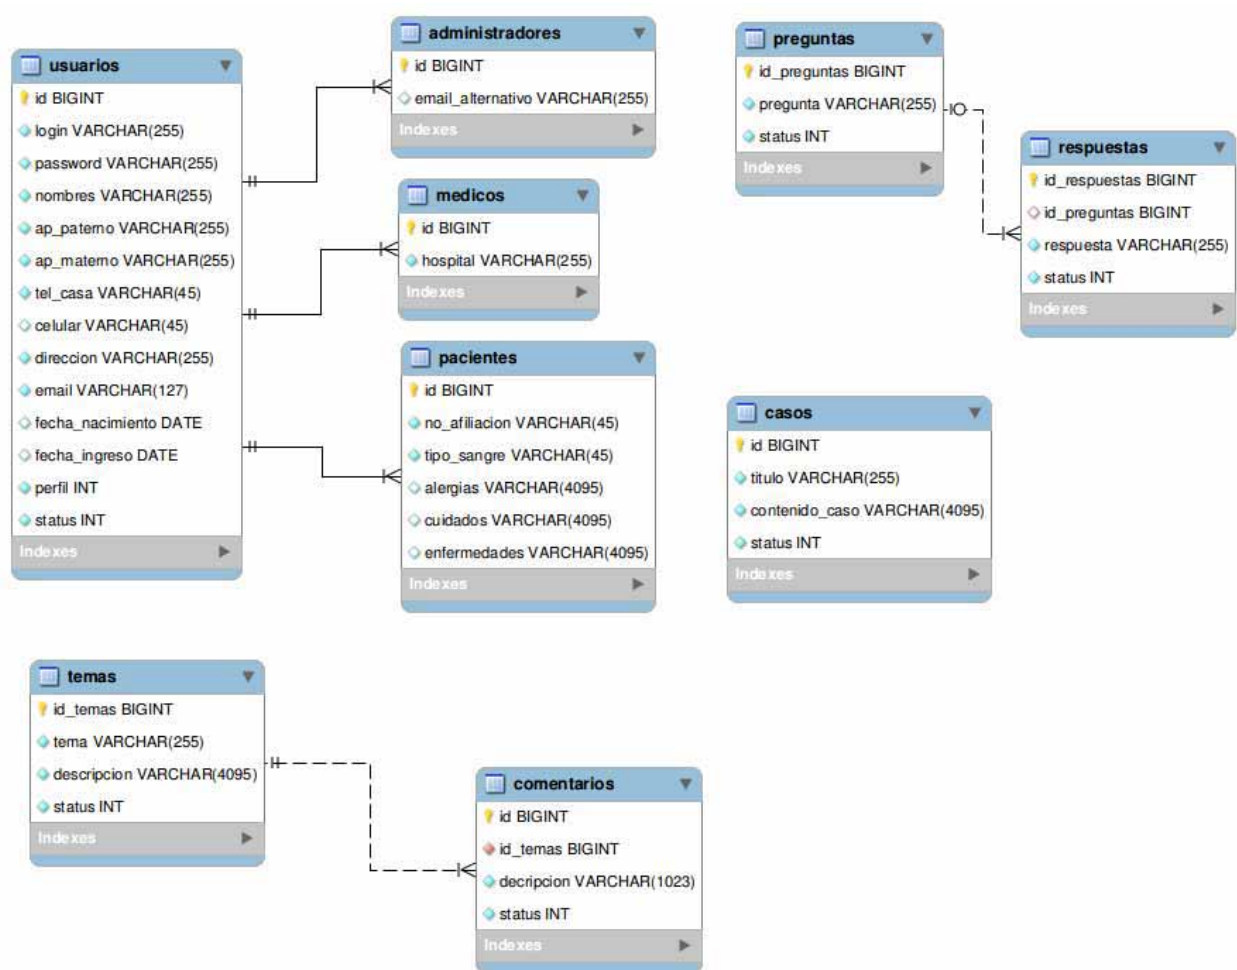 usuarios
id BIGINT
login VARCHAR(255)
password VARCHAR(255)
nombres VARCHAR(255)
ap_paterno VARCHAR(255)
ap_materno VARCHAR(255)
tel_casa VARCHAR(45)
celular VARCHAR(45)
direccion VARCHAR(255)
email VARCHAR(127)
fecha_nacimiento DATE
fecha_ingreso DATE
perfil INT
status INT
Indexes
administradores
id BIGINT
email_alternativo VARCHAR(255)
Indexes
medicos
id BIGINT
hospital VARCHAR(255)
Indexes
pacientes
id BIGINT
no_afiliacion VARCHAR(45)
tipo_sangre VARCHAR(45)
alergias VARCHAR(4095)
cuidados VARCHAR(4095)
enfermedades VARCHAR(4095)
Indexes
preguntas
id_preguntas BIGINT
pregunta VARCHAR(255)
status INT
Indexes
respuestas
id_respuestas BIGINT
id_preguntas BIGINT
respuesta VARCHAR(255)
status INT
Indexes
casos
id BIGINT
titulo VARCHAR(255)
contenido_caso VARCHAR(4095)
status INT
Indexes
temas
id_temas BIGINT
tema VARCHAR(255)
descripcion VARCHAR(4095)
status INT
Indexes
comentarios
id BIGINT
id_temas BIGINT
decripcion VARCHAR(1023)
status INT
Indexes